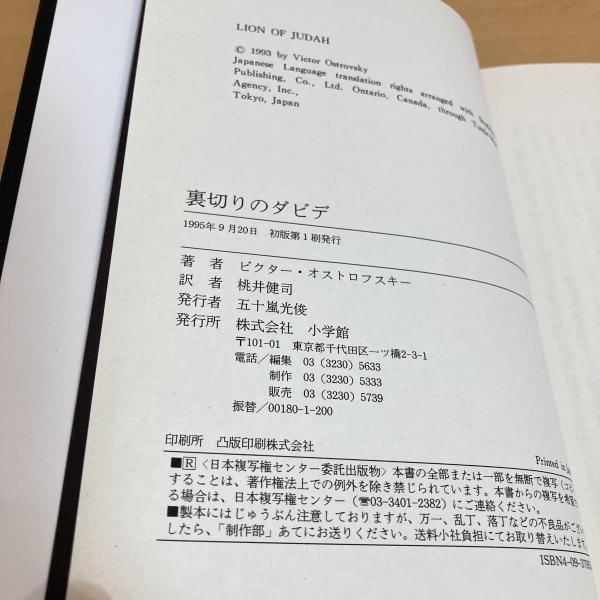 LION OF JUDAH
© 1993 by Victor Ostrovsky
Japanese Language translation rights arranged with
Publishing, Co., Ltd. Ontario, Canada, through
Agency, Inc.,
Tokyo, Japan
裏切りのダビデ
1995年9月20日 初版第1刷発行
著者 ビクター・オストロフスキー
訳者 桃井健司
発行者 五十嵐光俊
発行所 株式会社 小学館
〒101-01 東京都千代田区一ツ橋2-3-1
電話/編集 03(3230)5633
制作 03(3230)5333
販売 03(3230)5739
振替/00180-1-200
印刷所 凸版印刷株式会社
Printed in
■Ⓡ〈日本複写権センター委託出版物〉本書の全部または一部を無断で複写(コピ
することは、著作権法上での例外を除き禁じられています。本書からの複写を希望
る場合は、日本複写権センター(☎03-3401-2382)にご連絡ください。
■製本にはじゅうぶん注意しておりますが、万一、乱丁、落丁などの不良品がござい
したら、「制作部」あてにお送りください。送料小社負担にてお取り替えいたします。
ISBN4-09-